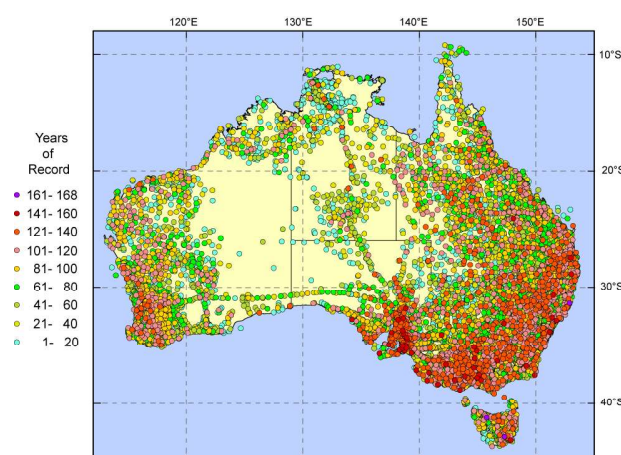 120°E 130°E 140°E 150°E
10°S
20°S
30°S
40°S
Years
of
Record
161- 168
141- 160
121- 140
101- 120
81- 100
61- 80
41- 60
21- 40
1- 20